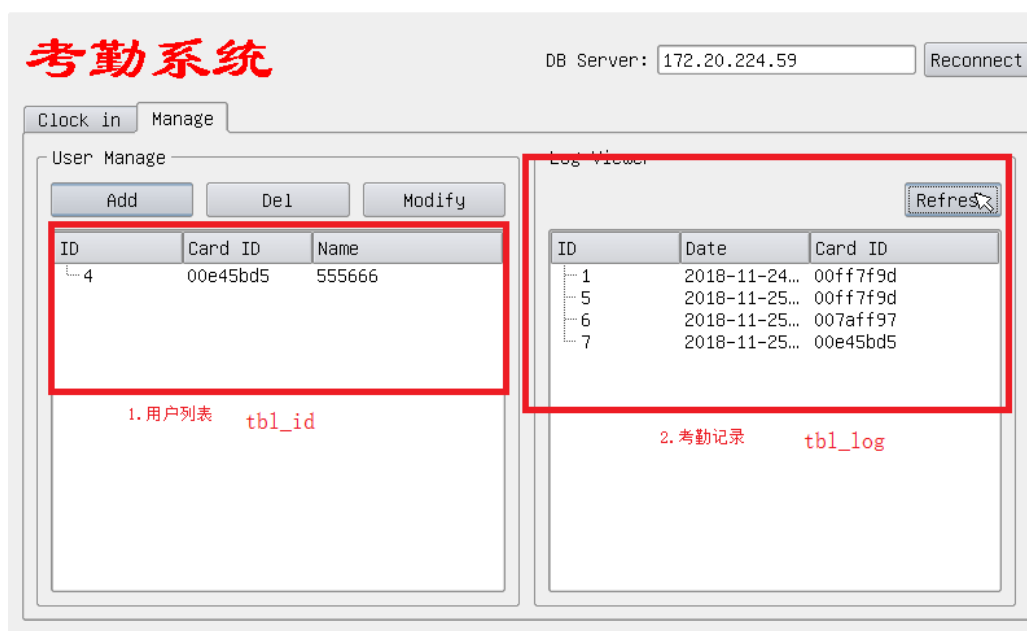 考勤系统
DB Server: 172.20.224.59 Reconnect
Clock in Manage
User Manage
Add Del Modify
ID Card ID Name
4 00e45bd5 555666
1.用户列表 tbl_id
Log Viewer
Refresh
ID Date Card ID
1 2018-11-24... 00ff7f9d
5 2018-11-25... 00ff7f9d
6 2018-11-25... 007aff97
7 2018-11-25... 00e45bd5
2.考勤记录 tbl_log